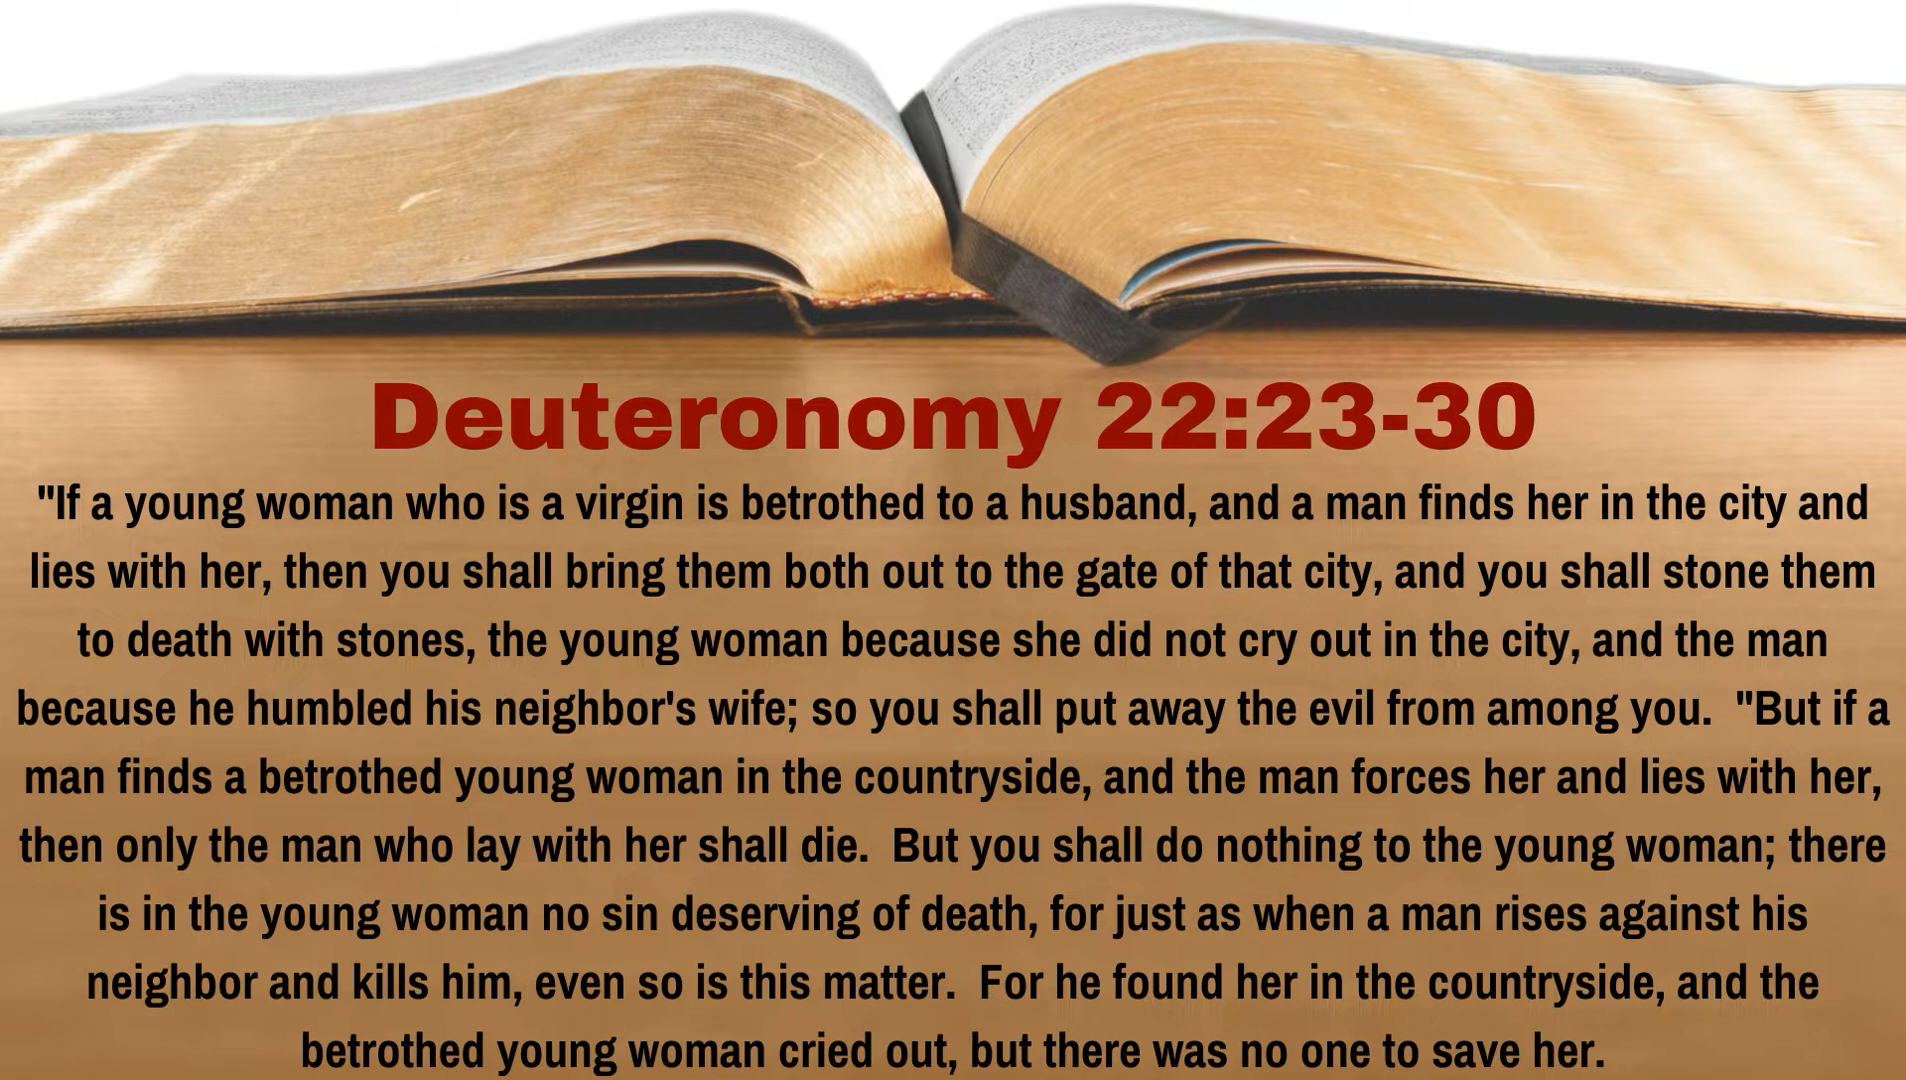 Deuteronomy 22:23-30
"If a young woman who is a virgin is betrothed to a husband, and a man finds her in the city and
lies with her, then you shall bring them both out to the gate of that city, and you shall stone them
to death with stones, the young woman because she did not cry out in the city, and the man
because he humbled his neighbor's wife; so you shall put away the evil from among you.  "But if a
man finds a betrothed young woman in the countryside, and the man forces her and lies with her,
then only the man who lay with her shall die.  But you shall do nothing to the young woman; there
is in the young woman no sin deserving of death, for just as when a man rises against his
neighbor and kills him, even so is this matter.  For he found her in the countryside, and the
betrothed young woman cried out, but there was no one to save her.